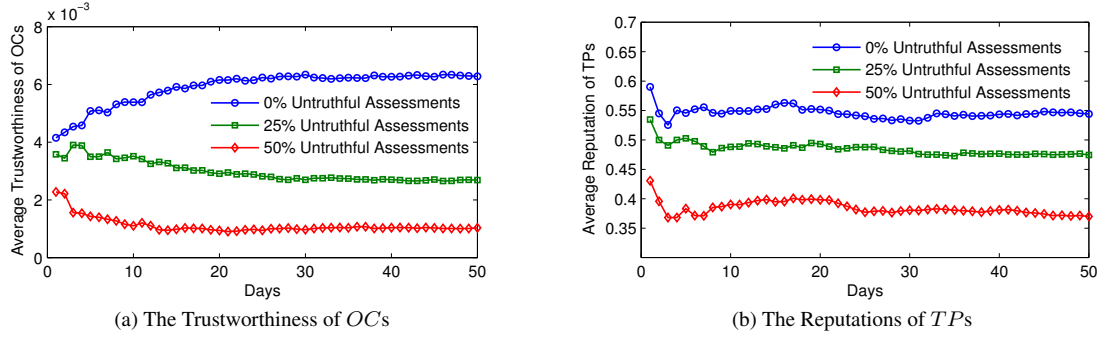 8 x 10⁻³
6
4
2
0
0 10 20 30 40 50
Average Trustworthiness of OCs
Days
0% Untruthful Assessments
25% Untruthful Assessments
50% Untruthful Assessments
(a) The Trustworthiness of OCs
0.7
0.65
0.6
0.55
0.5
0.45
0.4
0.35
0 10 20 30 40 50
Average Reputation of TPs
Days
0% Untruthful Assessments
25% Untruthful Assessments
50% Untruthful Assessments
(b) The Reputations of TPs